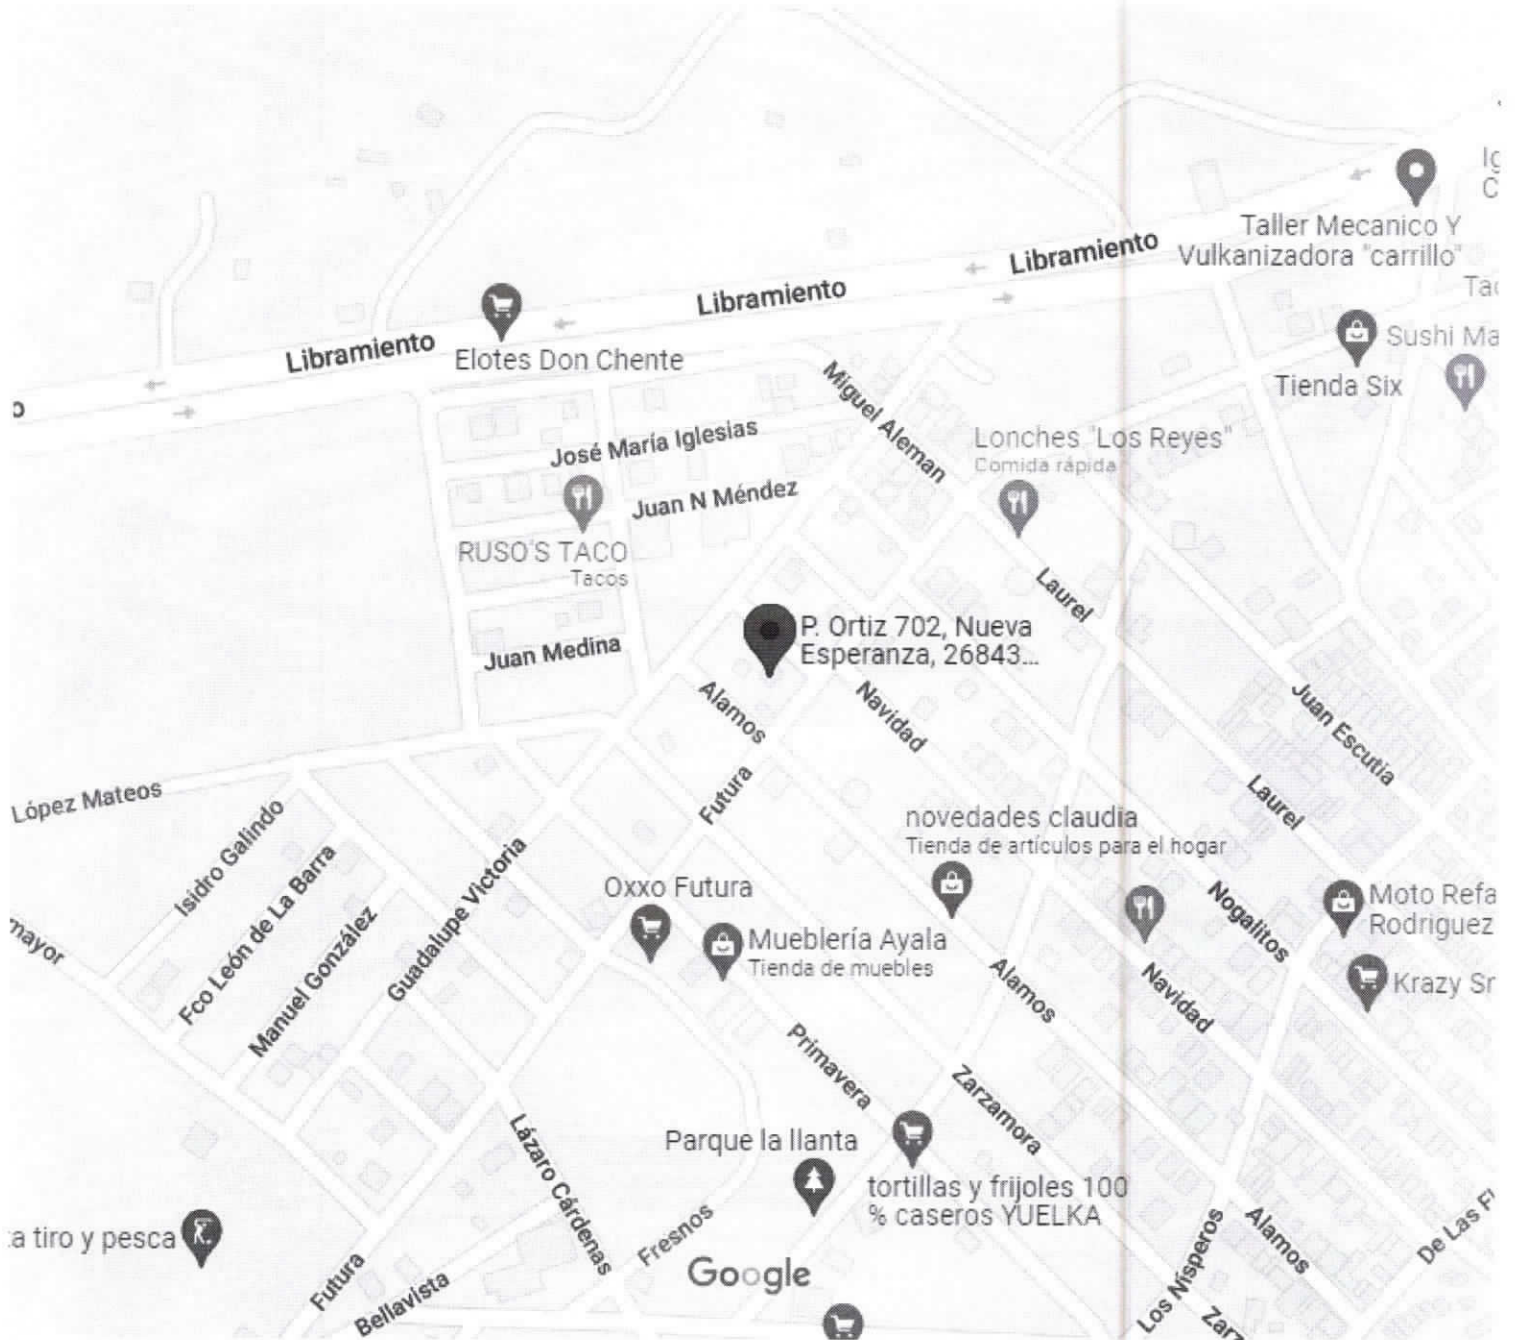 Taller Mecanico Y
Vulkanizadora "carrillo"
Libramiento
Libramiento
Libramiento
Elotes Don Chente
Sushi Ma
Tienda Six
Miguel Aleman
José María Iglesias
Lonches "Los Reyes"
Comida rápida
Juan N Méndez
RUSO'S TACO
Tacos
Laurel
P. Ortiz 702, Nueva
Esperanza, 26843...
Juan Medina
Alamos
Navidad
Juan Escutia
López Mateos
Futura
Laurel
Isidro Galindo
novedades claudia
Tienda de artículos para el hogar
Fco León de La Barra
Guadalupe Victoria
Oxxo Futura
Nogalitos
Moto Refa
Rodriguez
Manuel González
mayor
Mueblería Ayala
Tienda de muebles
Alamos
Navidad
Krazy Sr
Primavera
Zarzamora
Lázaro Cárdenas
Parque la llanta
tortillas y frijoles 100
% caseros YUELKA
a tiro y pesca
Fresnos
Los Nísperos
Alamos
De Las F
Futura
Bellavista
Google
Zarz